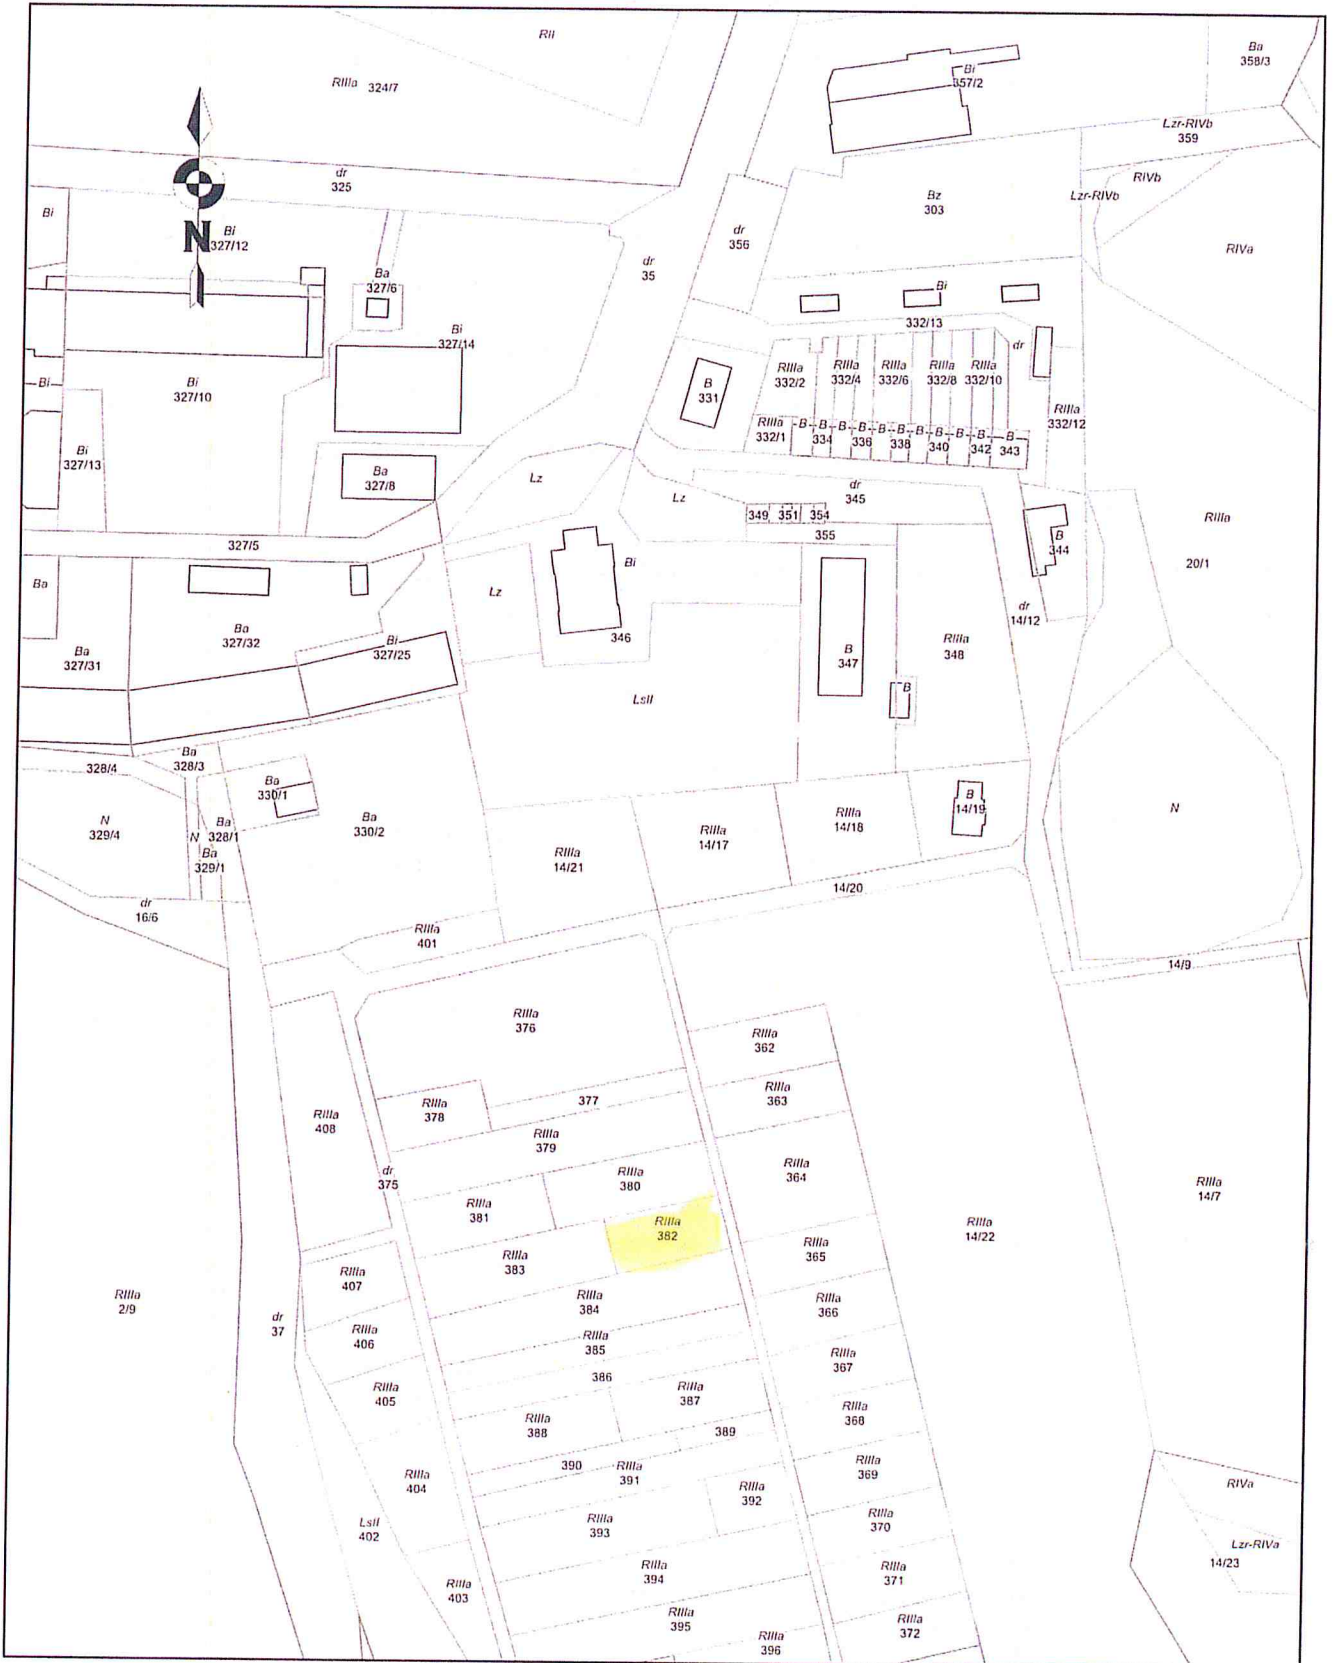 RII
RIIIa 324/7
Bi
357/2
Ba
358/3
Lzr-RIVb
359
dr
325
RIVb
Lzr-RIVb
Bz
303
RIVa
Bi
N
Bi
327/12
dr
356
dr
35
Ba
327/6
Bi
332/13
dr
Bi
327/14
RIIIa
332/2
RIIIa
332/4
RIIIa
332/6
RIIIa
332/8
RIIIa
332/10
Bi
Bi
327/10
B
331
RIIIa
332/12
RIIIa
332/1
B
B
334
B
B
336
B
B
338
B
B
340
B
B
342
B
343
Bi
327/13
Ba
327/8
Lz
Lz
dr
345
349
351
354
355
RIIIa
20/1
B
344
327/5
Bi
346
Ba
Lz
dr
14/12
Ba
327/31
Ba
327/32
Bi
327/25
B
347
RIIIa
348
B
LsII
328/4
Ba
328/3
Ba
330/1
B
14/19
N
N
329/4
N
Ba
328/1
Ba
329/1
Ba
330/2
RIIIa
14/21
RIIIa
14/17
RIIIa
14/18
14/20
dr
16/6
RIIIa
401
14/9
RIIIa
376
RIIIa
362
RIIIa
363
RIIIa
408
RIIIa
378
377
RIIIa
379
RIIIa
364
dr
375
RIIIa
380
RIIIa
381
RIIIa
14/7
RIIIa
382
RIIIa
14/22
RIIIa
383
RIIIa
365
RIIIa
407
RIIIa
2/9
RIIIa
384
RIIIa
366
dr
37
RIIIa
406
RIIIa
385
386
RIIIa
367
RIIIa
405
RIIIa
387
RIIIa
388
RIIIa
368
389
390
RIIIa
391
RIIIa
369
RIIIa
404
RIIIa
392
RIVa
LsII
402
RIIIa
393
RIIIa
370
Lzr-RIVa
14/23
RIIIa
394
RIIIa
371
RIIIa
403
RIIIa
395
RIIIa
372
RIIIa
396